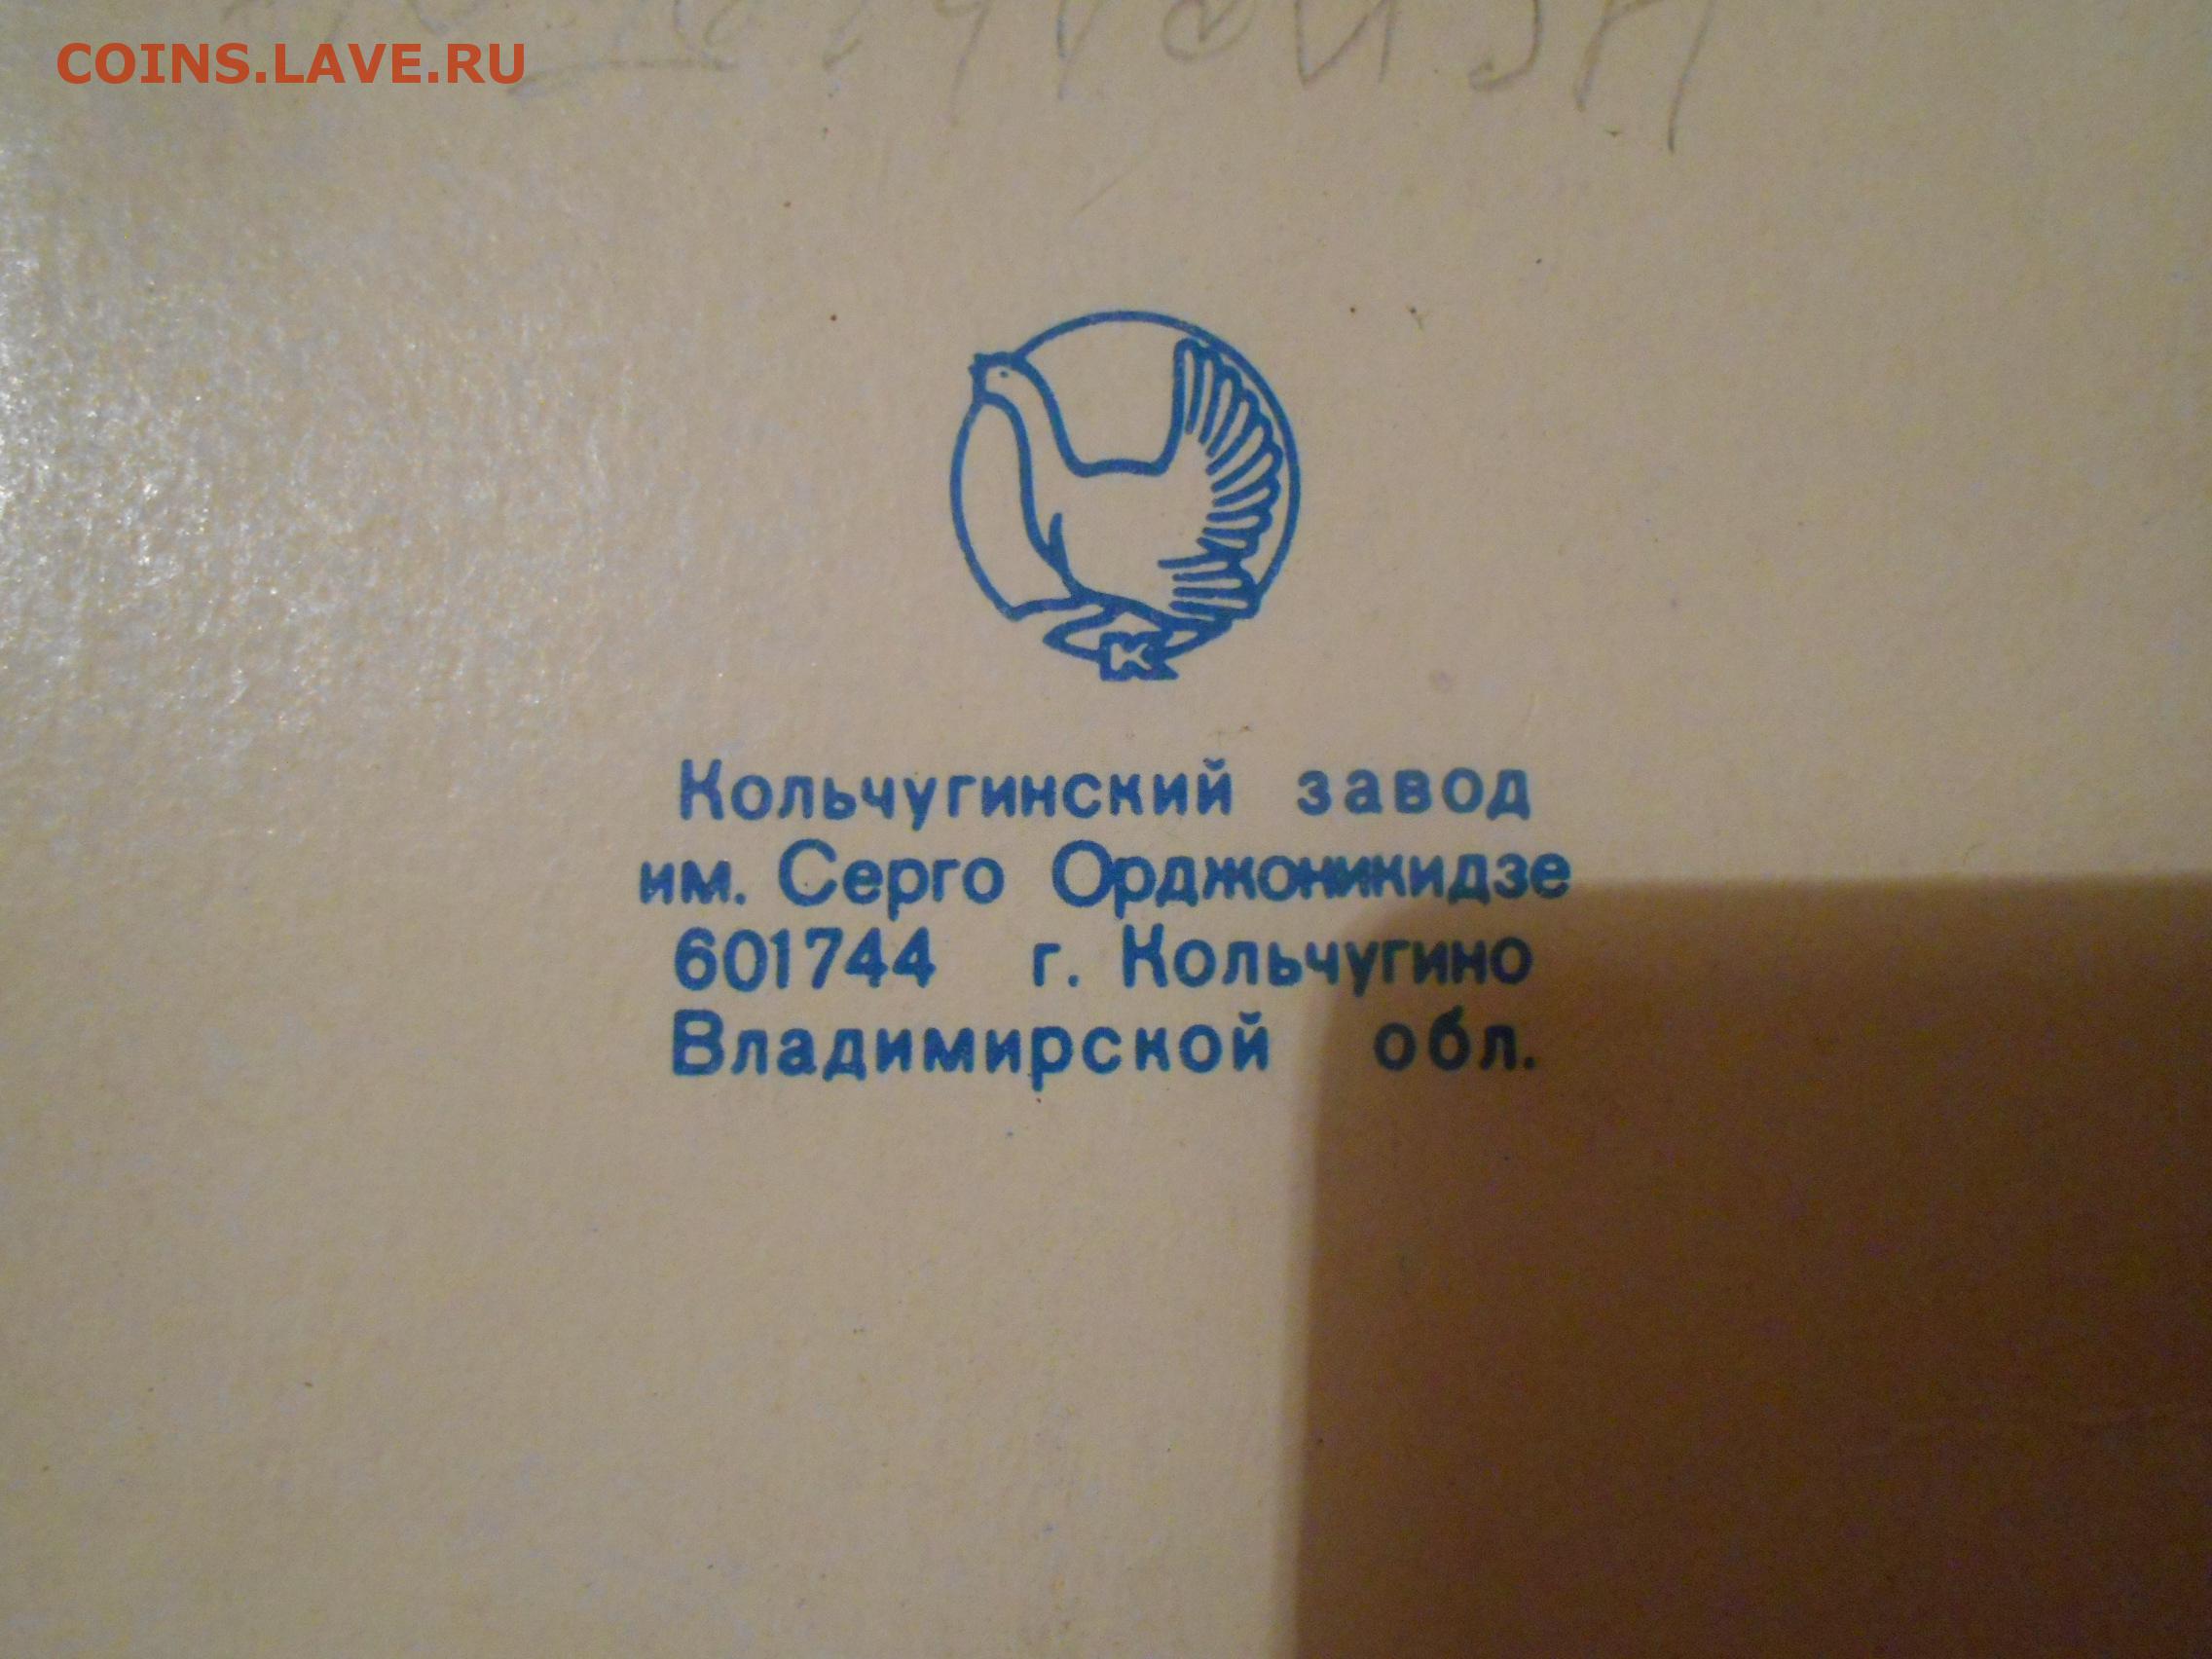 COINS.LAVE.RU
К
Кольчугинский завод
им. Серго Орджоникидзе
601744 г. Кольчугино
Владимирской обл.